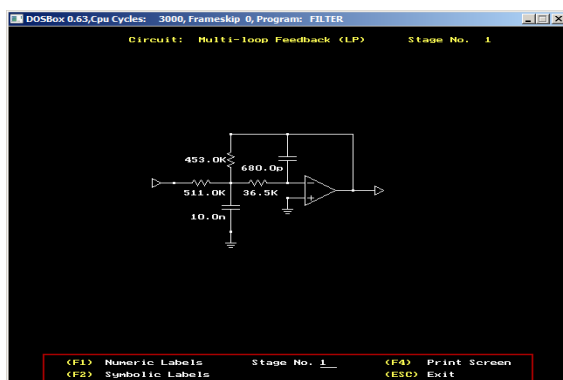 DOSBox 0.63,Cpu Cycles: 3000, Frameskip 0, Program: FILTER
Circuit: Multi-loop Feedback (LP) Stage No. 1
453.0K
680.0p
511.0K 36.5K
10.0n
(F1) Numeric Labels Stage No. 1 (F4) Print Screen
(F2) Symbolic Labels (ESC) Exit